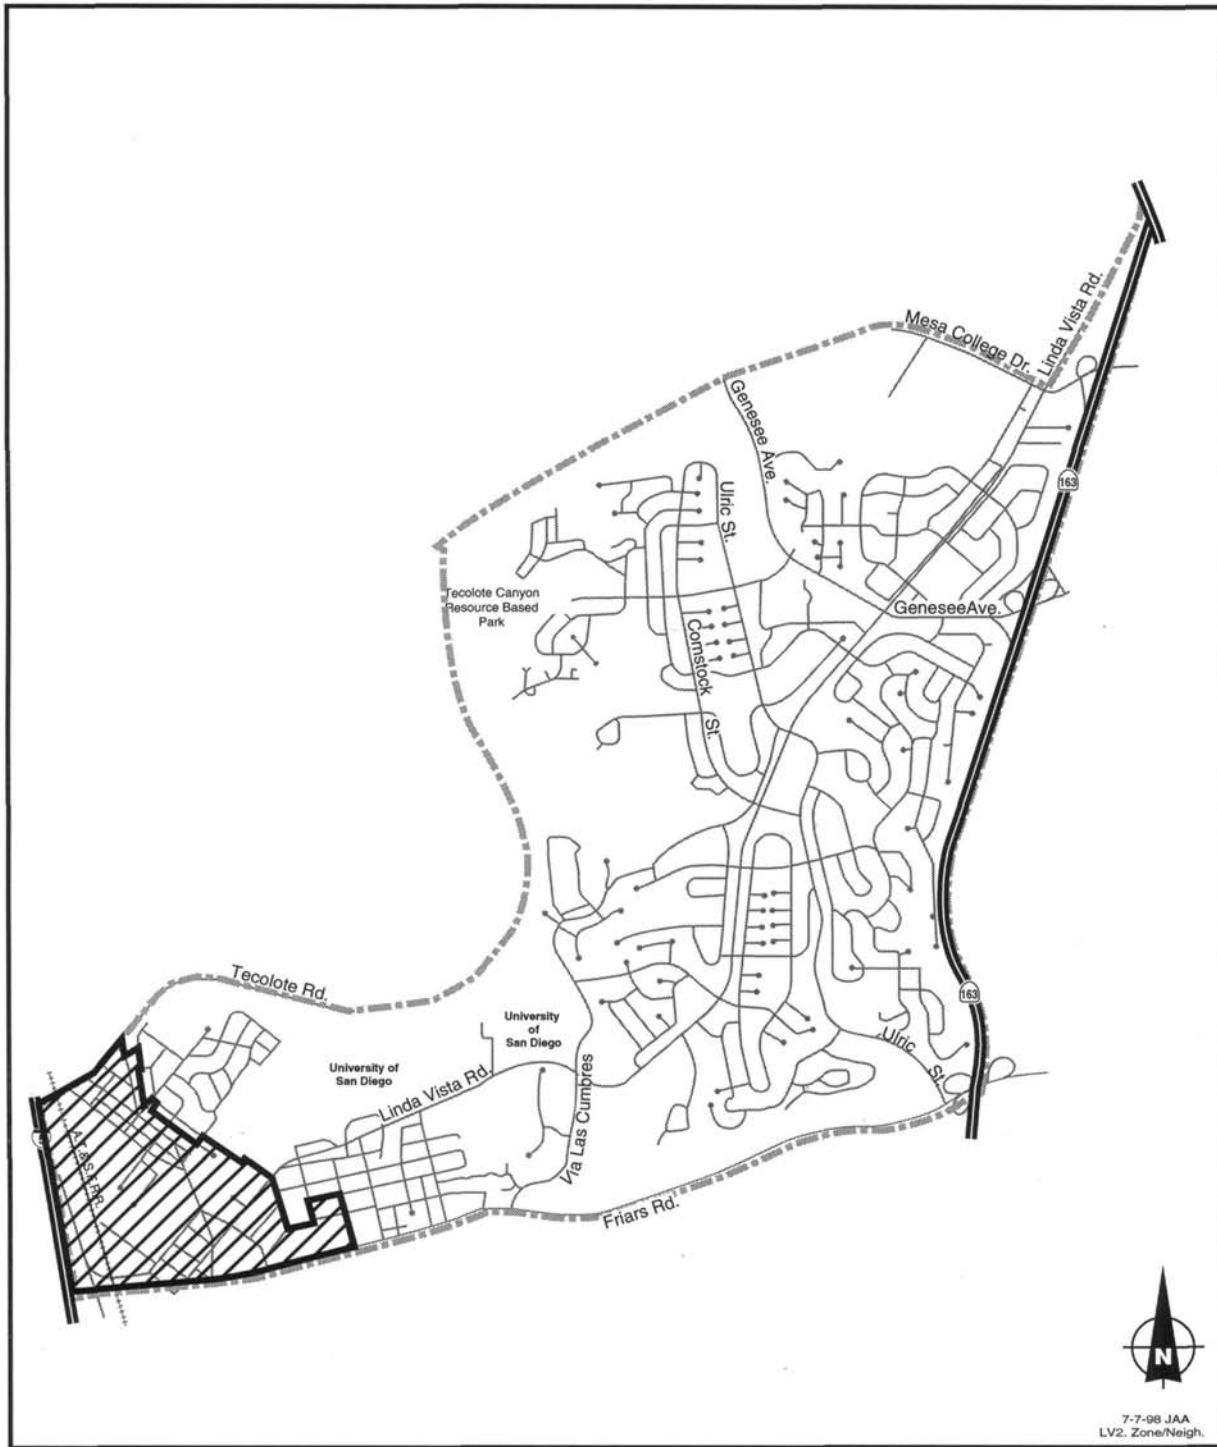 Mesa College Dr.
Linda Vista Rd.
Genesee Ave.
163
Ulric St.
Tecolote Canyon
Resource Based
Park
GeneseeAve.
Comstock St.
Tecolote Rd.
163
University
of
San Diego
Ulric St.
University of
San Diego
Linda Vista Rd.
Via Las Cumbres
Friars Rd.
N
7-7-98 JAA
LV2. Zone/Neigh.